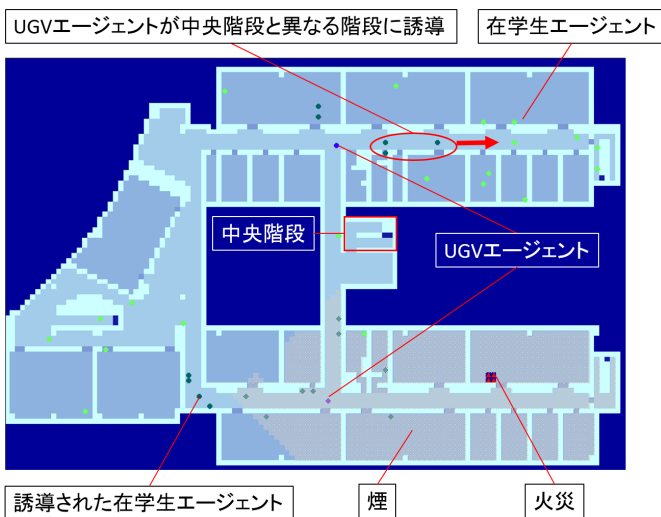 UGVエージェントが中央階段と異なる階段に誘導
在学生エージェント
中央階段
UGVエージェント
誘導された在学生エージェント
煙
火災